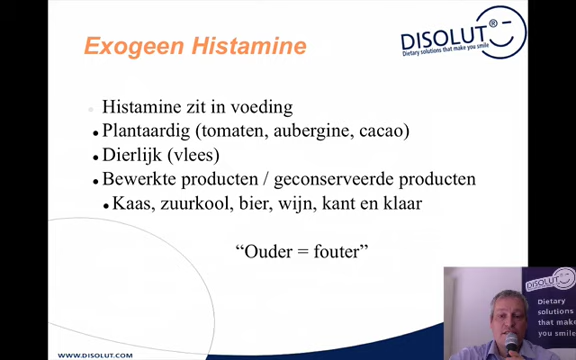 Exogeen Histamine
DISOLUT®
Dietary solutions that make you smile
Histamine zit in voeding
Plantaardig (tomaten, aubergine, cacao)
Dierlijk (vlees)
Bewerkte producten / geconserveerde producten
Kaas, zuurkool, bier, wijn, kant en klaar
“Ouder = fouter”
DISOLUT
Dietary
solutions
that make
you smile
WWW.DISOLUT.COM